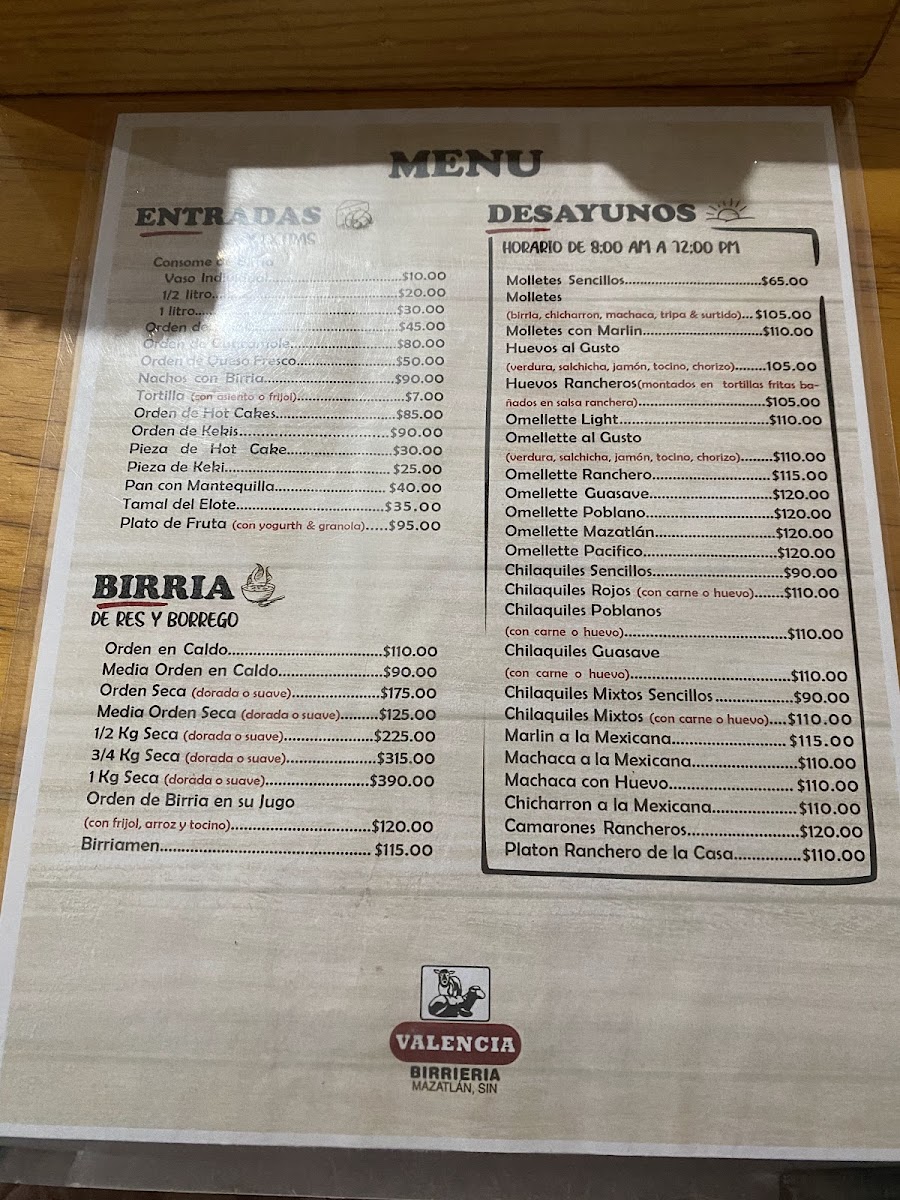 MENU
ENTRADAS
Consome de
Vaso Individual.....$10.00
1/2 litro.....$20.00
1 litro.....$30.00
Orden de.....$45.00
Orden de Guacamole.....$80.00
Orden de Queso Fresco.....$50.00
Nachos con Birria.....$90.00
Tortilla (con asiento o frijol).....$7.00
Orden de Hot Cakes.....$85.00
Orden de Kekis.....$90.00
Pieza de Hot Cake.....$30.00
Pieza de Keki.....$25.00
Pan con Mantequilla.....$40.00
Tamal del Elote.....$35.00
Plato de Fruta (con yogurth & granola).....$95.00
BIRRIA
DE RES Y BORREGO
Orden en Caldo.....$110.00
Media Orden en Caldo.....$90.00
Orden Seca (dorada o suave).....$175.00
Media Orden Seca (dorada o suave).....$125.00
1/2 Kg Seca (dorada o suave).....$225.00
3/4 Kg Seca (dorada o suave).....$315.00
1 Kg Seca (dorada o suave).....$390.00
Orden de Birria en su Jugo
(con frijol, arroz y tocino).....$120.00
Birriamen.....$115.00
DESAYUNOS
HORARIO DE 8:00 AM A 12:00 PM
Molletes Sencillos.....$65.00
Molletes
(birria, chicharron, machaca, tripa & surtido)...$105.00
Molletes con Marlin.....$110.00
Huevos al Gusto
(verdura, salchicha, jamón, tocino, chorizo).....105.00
Huevos Rancheros(montados en tortillas fritas ba-
ñados en salsa ranchera).....$105.00
Omellette Light.....$110.00
Omellette al Gusto
(verdura, salchicha, jamón, tocino, chorizo).....$110.00
Omellette Ranchero.....$115.00
Omellette Guasave.....$120.00
Omellette Poblano.....$120.00
Omellette Mazatlán.....$120.00
Omellette Pacifico.....$120.00
Chilaquiles Sencillos.....$90.00
Chilaquiles Rojos (con carne o huevo).....$110.00
Chilaquiles Poblanos
(con carne o huevo).....$110.00
Chilaquiles Guasave
(con carne o huevo).....$110.00
Chilaquiles Mixtos Sencillos.....$90.00
Chilaquiles Mixtos (con carne o huevo)....$110.00
Marlin a la Mexicana.....$115.00
Machaca a la Mexicana.....$110.00
Machaca con Huevo.....$110.00
Chicharron a la Mexicana.....$110.00
Camarones Rancheros.....$120.00
Platon Ranchero de la Casa.....$110.00
VALENCIA
BIRRIERIA
MAZATLÁN, SIN